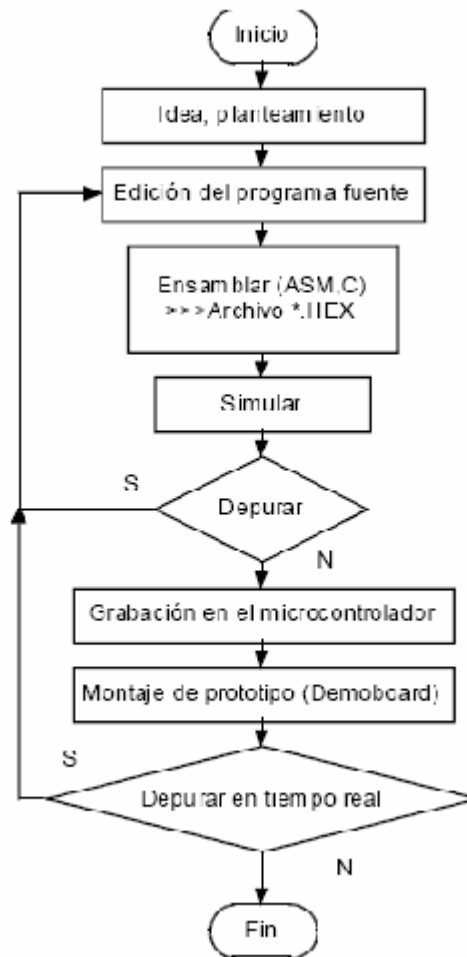 Inicio
Idea, planteamiento
Edición del programa fuente
Ensamblar (ASM,C)
>>>Archivo *.HEX
Simular
S
Depurar
N
Grabación en el microcontrolador
Montaje de prototipo (Demoboard)
S
Depurar en tiempo real
N
Fin